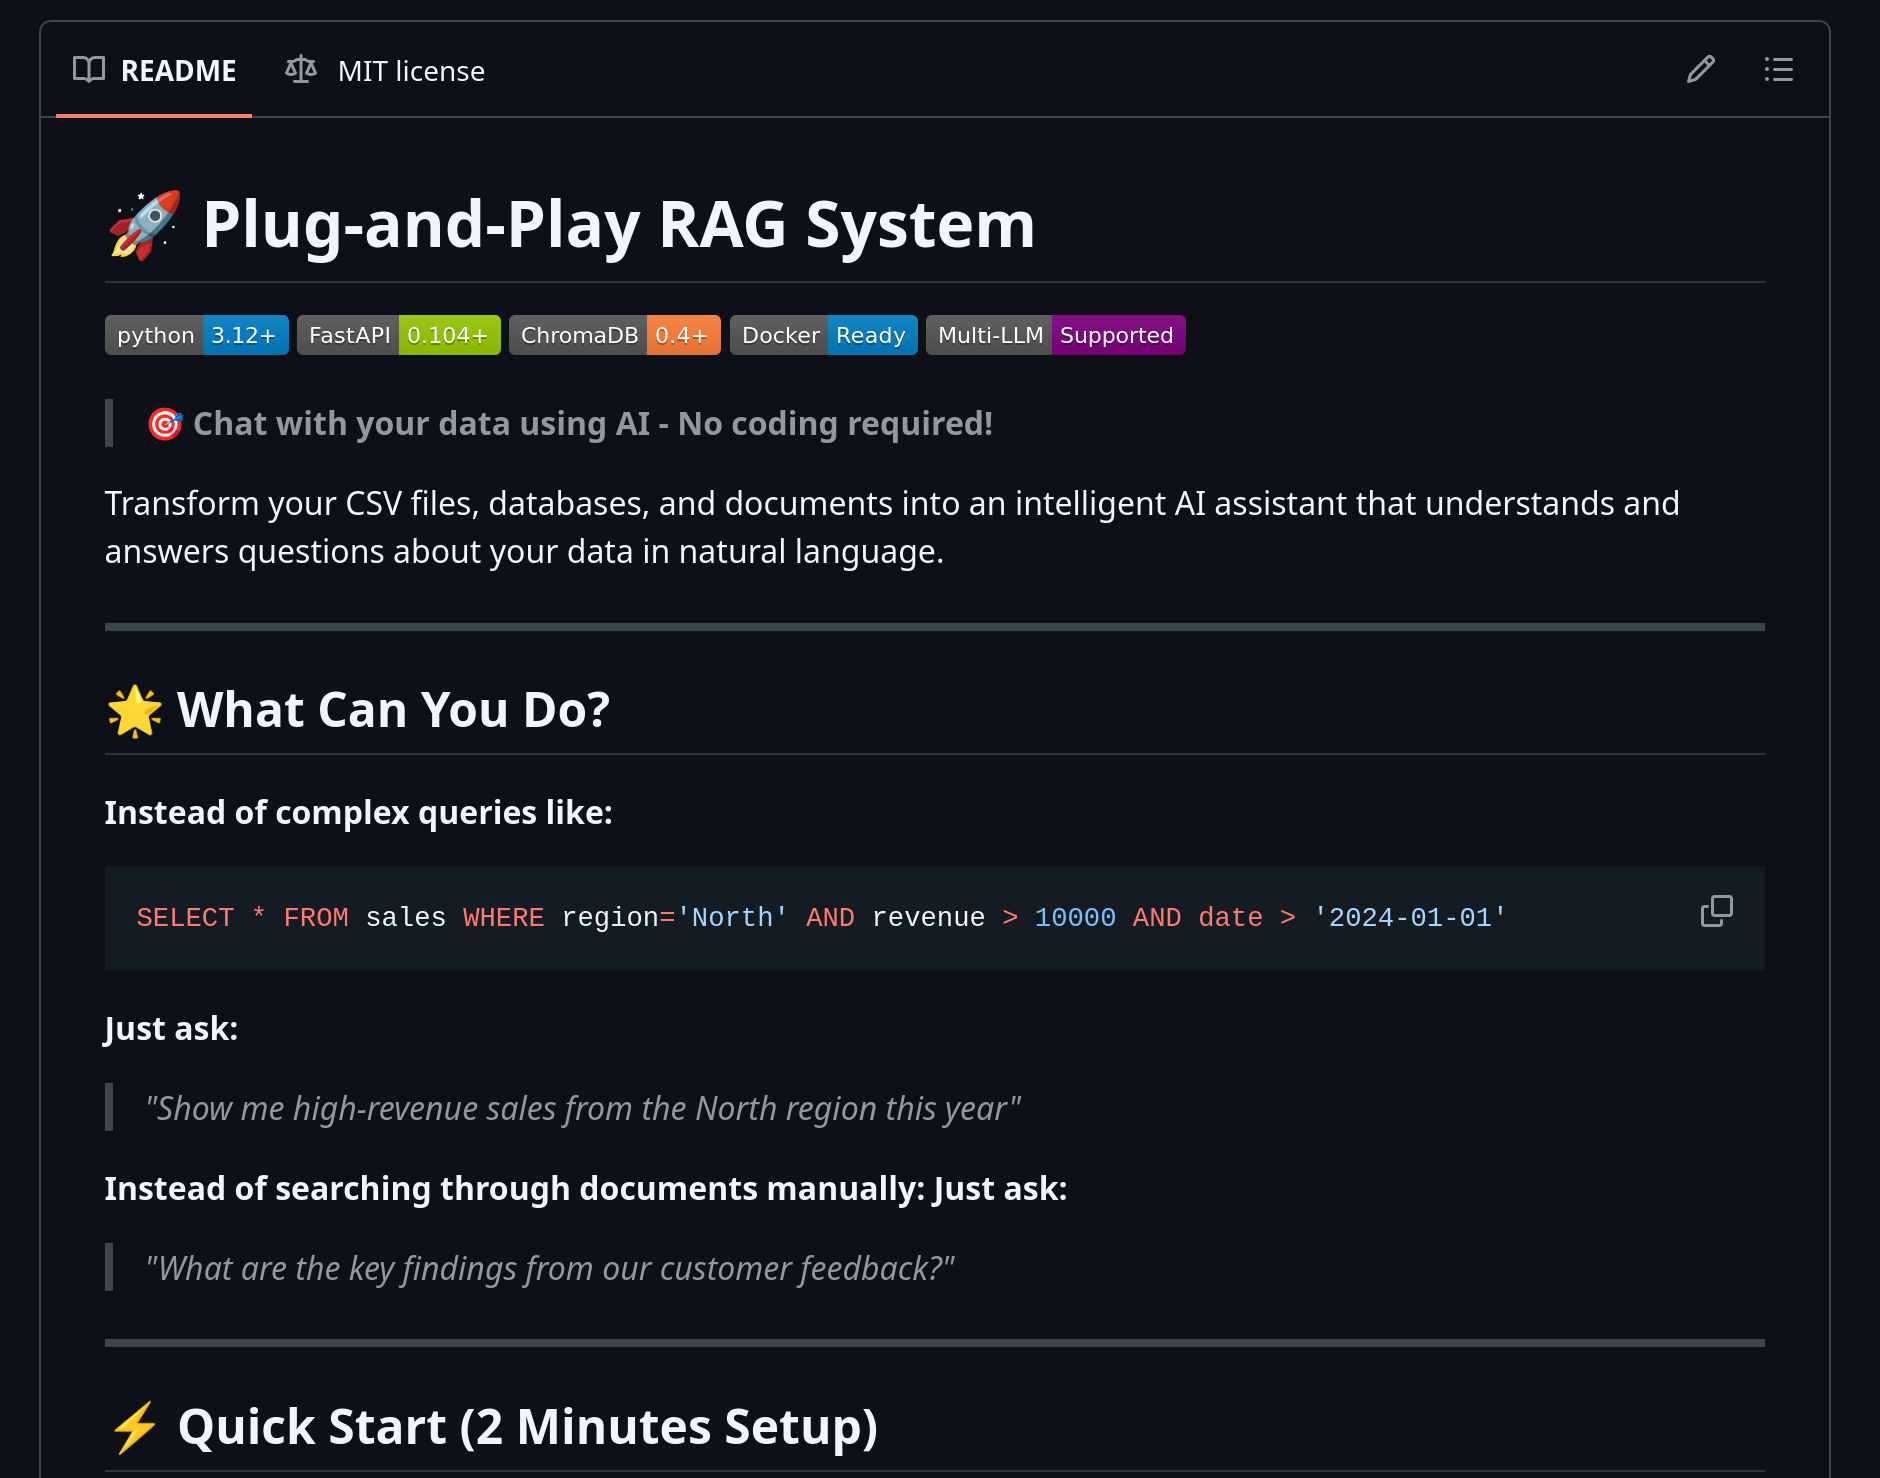 README MIT license
🚀 Plug-and-Play RAG System
python 3.12+ FastAPI 0.104+ ChromaDB 0.4+ Docker Ready Multi-LLM Supported
🎯 Chat with your data using AI - No coding required!
Transform your CSV files, databases, and documents into an intelligent AI assistant that understands and
answers questions about your data in natural language.
🌟 What Can You Do?
Instead of complex queries like:
SELECT * FROM sales WHERE region='North' AND revenue > 10000 AND date > '2024-01-01'
Just ask:
"Show me high-revenue sales from the North region this year"
Instead of searching through documents manually: Just ask:
"What are the key findings from our customer feedback?"
⚡ Quick Start (2 Minutes Setup)